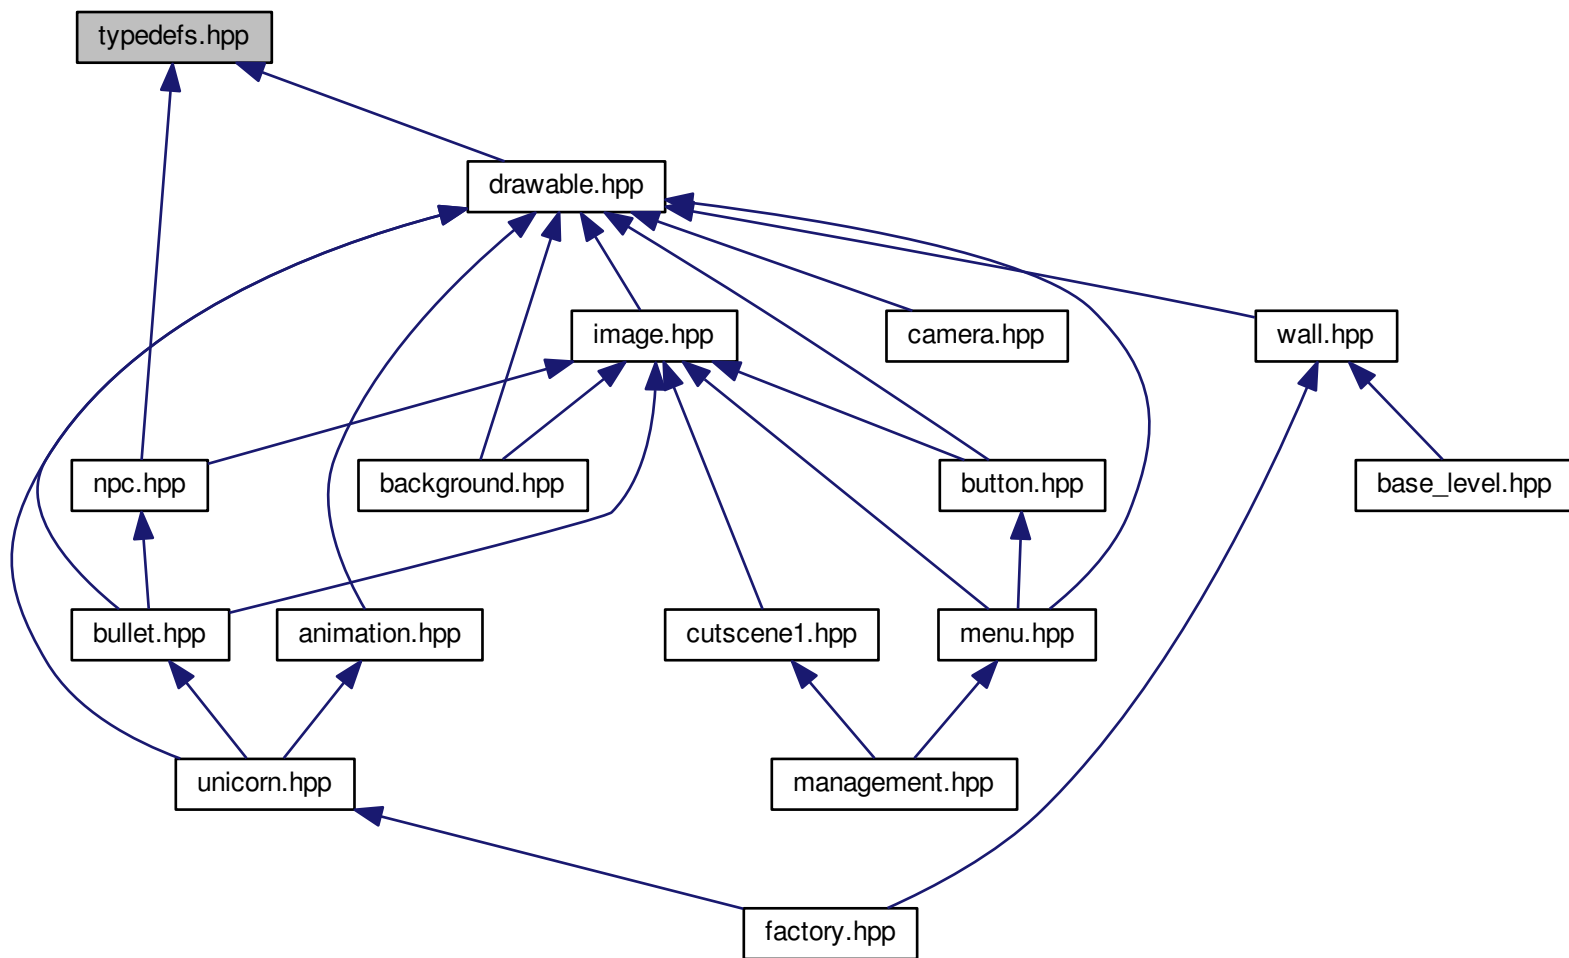 typedefs.hpp
drawable.hpp
image.hpp
camera.hpp
wall.hpp
npc.hpp
background.hpp
button.hpp
base_level.hpp
bullet.hpp
animation.hpp
cutscene1.hpp
menu.hpp
unicorn.hpp
management.hpp
factory.hpp